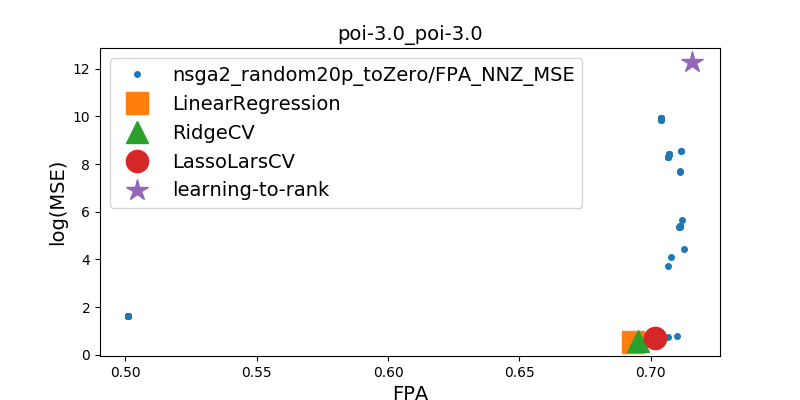 poi-3.0_poi-3.0
nsga2_random20p_toZero/FPA_NNZ_MSE
LinearRegression
RidgeCV
LassoLarsCV
learning-to-rank
log(MSE)
12
10
8
6
4
2
0
0.50 0.55 0.60 0.65 0.70
FPA